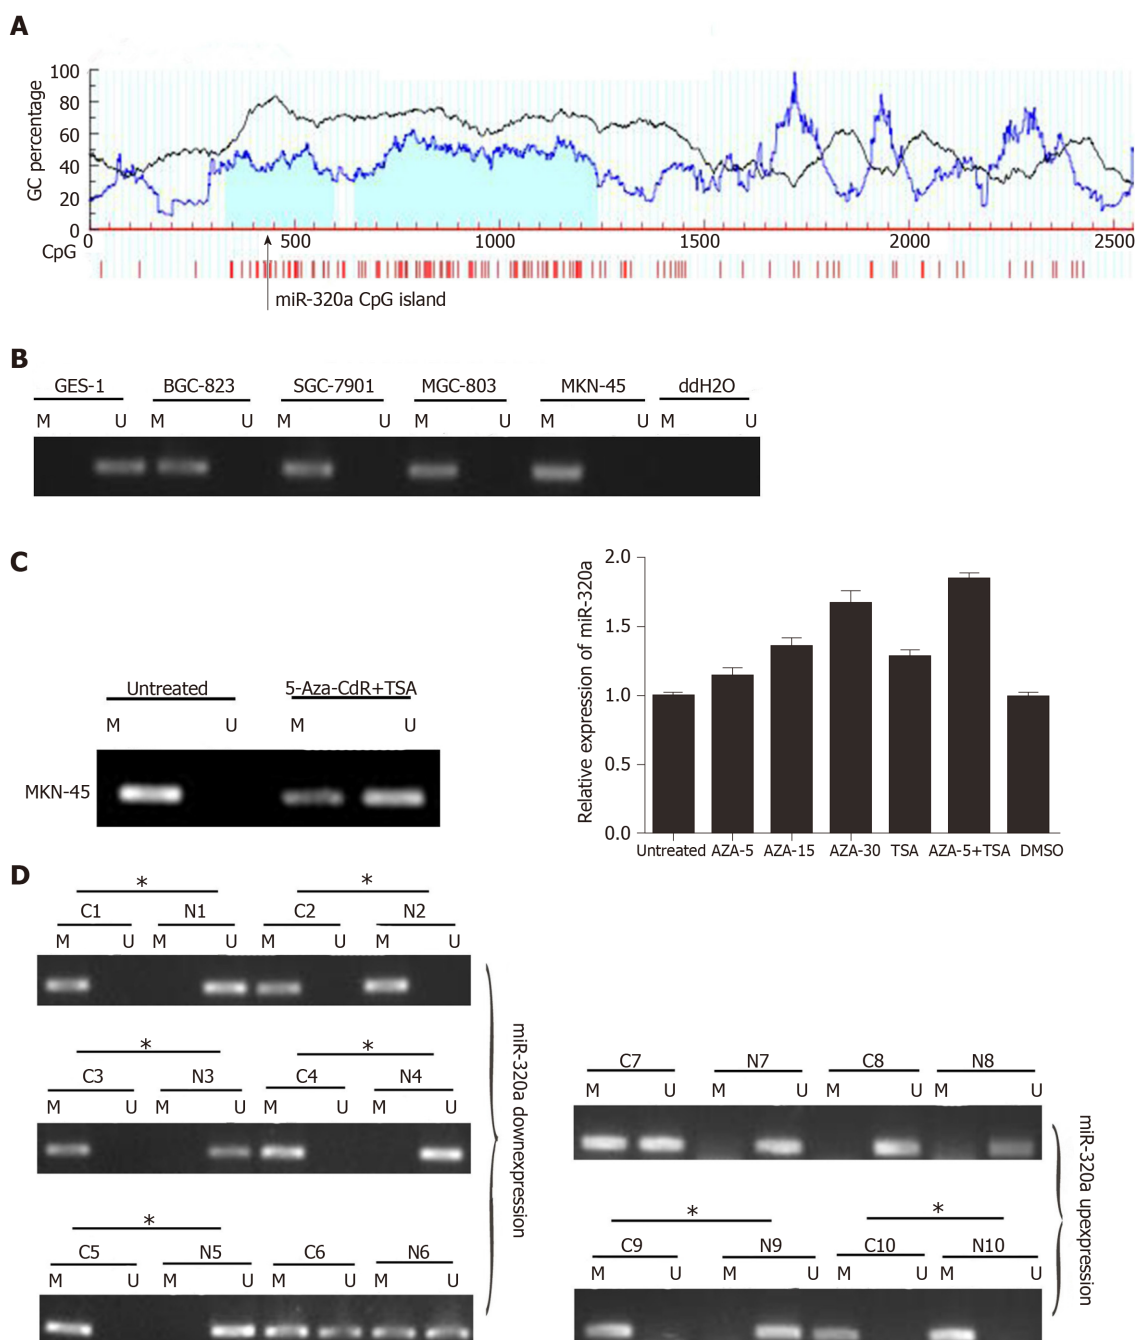 A
100
80
60
40
20
0
GC percentage
0 500 1000 1500 2000 2500
CpG
miR-320a CpG island
B
GES-1 BGC-823 SGC-7901 MGC-803 MKN-45 ddH2O
M U M U M U M U M U M U
C
Untreated 5-Aza-CdR+TSA
M U M U
MKN-45
Relative expression of miR-320a
2.0
1.5
1.0
0.5
0.0
Untreated AZA-5 AZA-15 AZA-30 TSA AZA-5+TSA DMSO
D
* *
C1 N1 C2 N2
M U M U M U M U
* *
C3 N3 C4 N4
M U M U M U M U
*
C5 N5 C6 N6
M U M U M U M U
miR-320a downexpression
C7 N7 C8 N8
M U M U M U M U
* *
C9 N9 C10 N10
M U M U M U M U
miR-320a upexpression